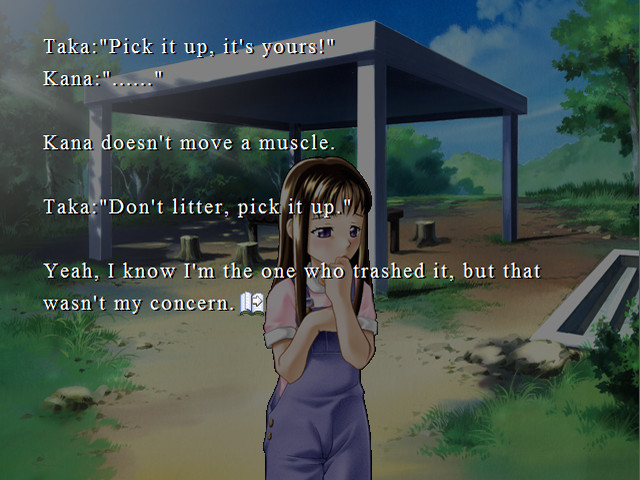 Taka:"Pick it up, it's yours!"
Kana:"......"
Kana doesn't move a muscle.
Taka:"Don't litter, pick it up."
Yeah, I know I'm the one who trashed it, but that
wasn't my concern.